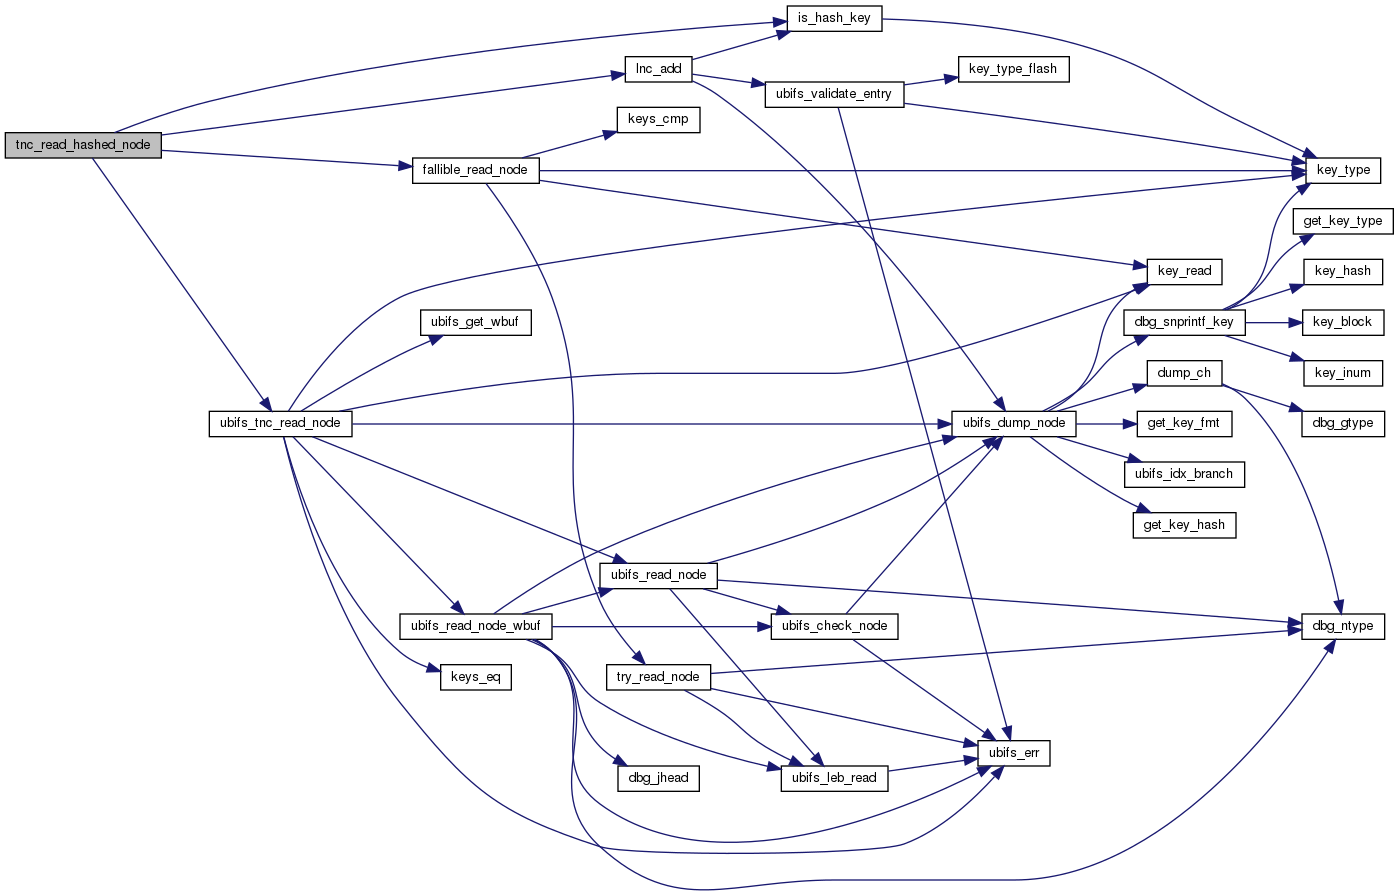 is_hash_key
lnc_add
key_type_flash
ubifs_validate_entry
keys_cmp
tnc_read_hashed_node
fallible_read_node
key_type
get_key_type
key_read
key_hash
ubifs_get_wbuf
dbg_snprintf_key
key_block
dump_ch
key_inum
ubifs_tnc_read_node
ubifs_dump_node
get_key_fmt
dbg_gtype
ubifs_idx_branch
get_key_hash
ubifs_read_node
ubifs_read_node_wbuf
ubifs_check_node
dbg_ntype
keys_eq
try_read_node
ubifs_err
dbg_jhead
ubifs_leb_read